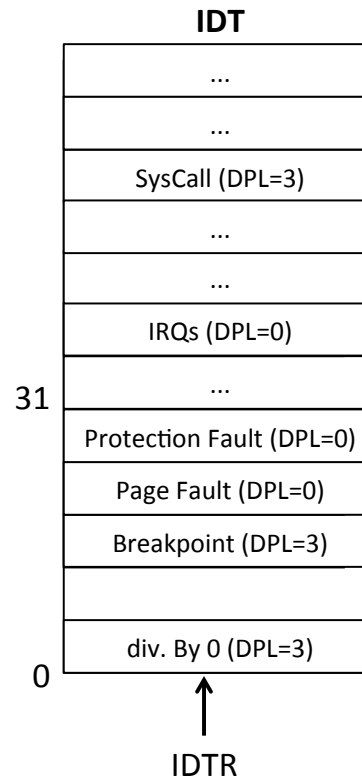 IDT
...
...
SysCall (DPL=3)
...
...
IRQs (DPL=0)
...
31
Protection Fault (DPL=0)
Page Fault (DPL=0)
Breakpoint (DPL=3)
div. By 0 (DPL=3)
0
IDTR